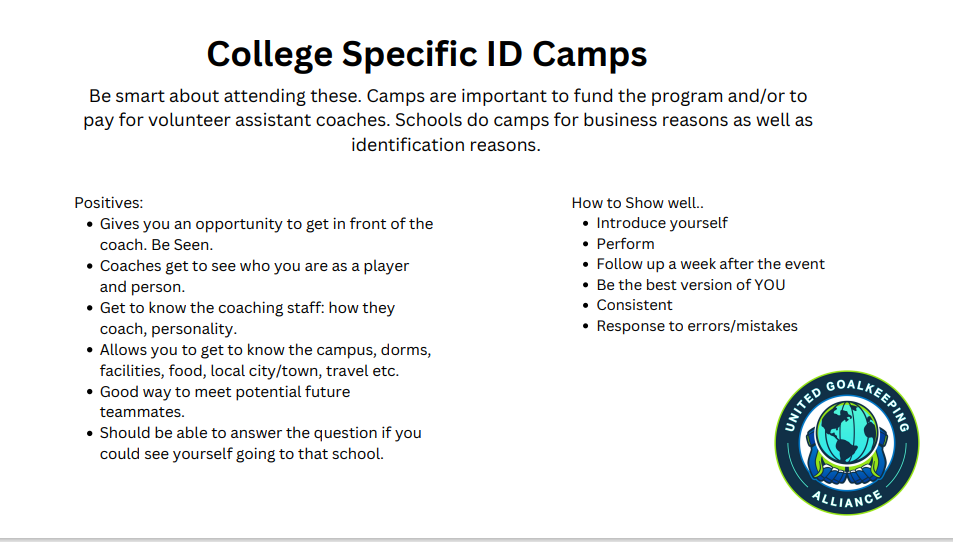 College Specific ID Camps
Be smart about attending these. Camps are important to fund the program and/or to
pay for volunteer assistant coaches. Schools do camps for business reasons as well as
identification reasons.
Positives:
• Gives you an opportunity to get in front of the
coach. Be Seen.
• Coaches get to see who you are as a player
and person.
• Get to know the coaching staff: how they
coach, personality.
• Allows you to get to know the campus, dorms,
facilities, food, local city/town, travel etc.
• Good way to meet potential future
teammates.
• Should be able to answer the question if you
could see yourself going to that school.
How to Show well..
• Introduce yourself
• Perform
• Follow up a week after the event
• Be the best version of YOU
• Consistent
• Response to errors/mistakes
UNITED GOALKEEPING
ALLIANCE